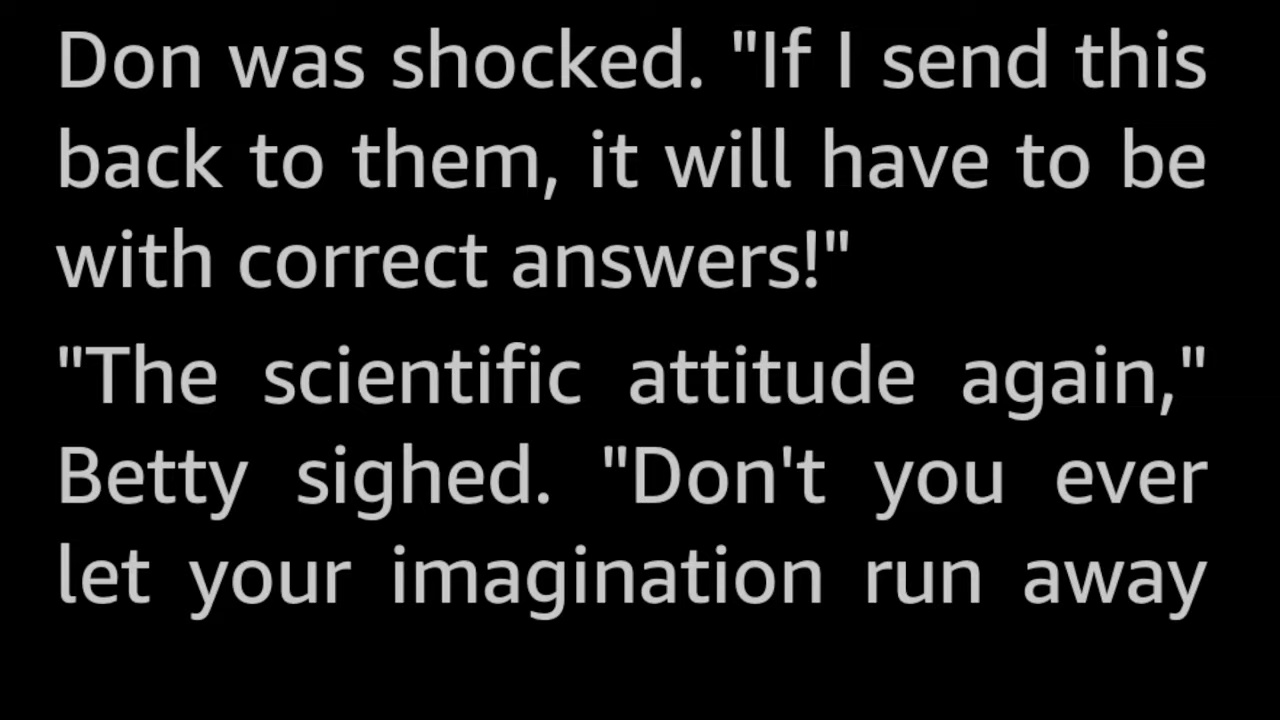 Don was shocked. "If I send this
back to them, it will have to be
with correct answers!"
"The scientific attitude again,"
Betty sighed. "Don't you ever
let your imagination run away